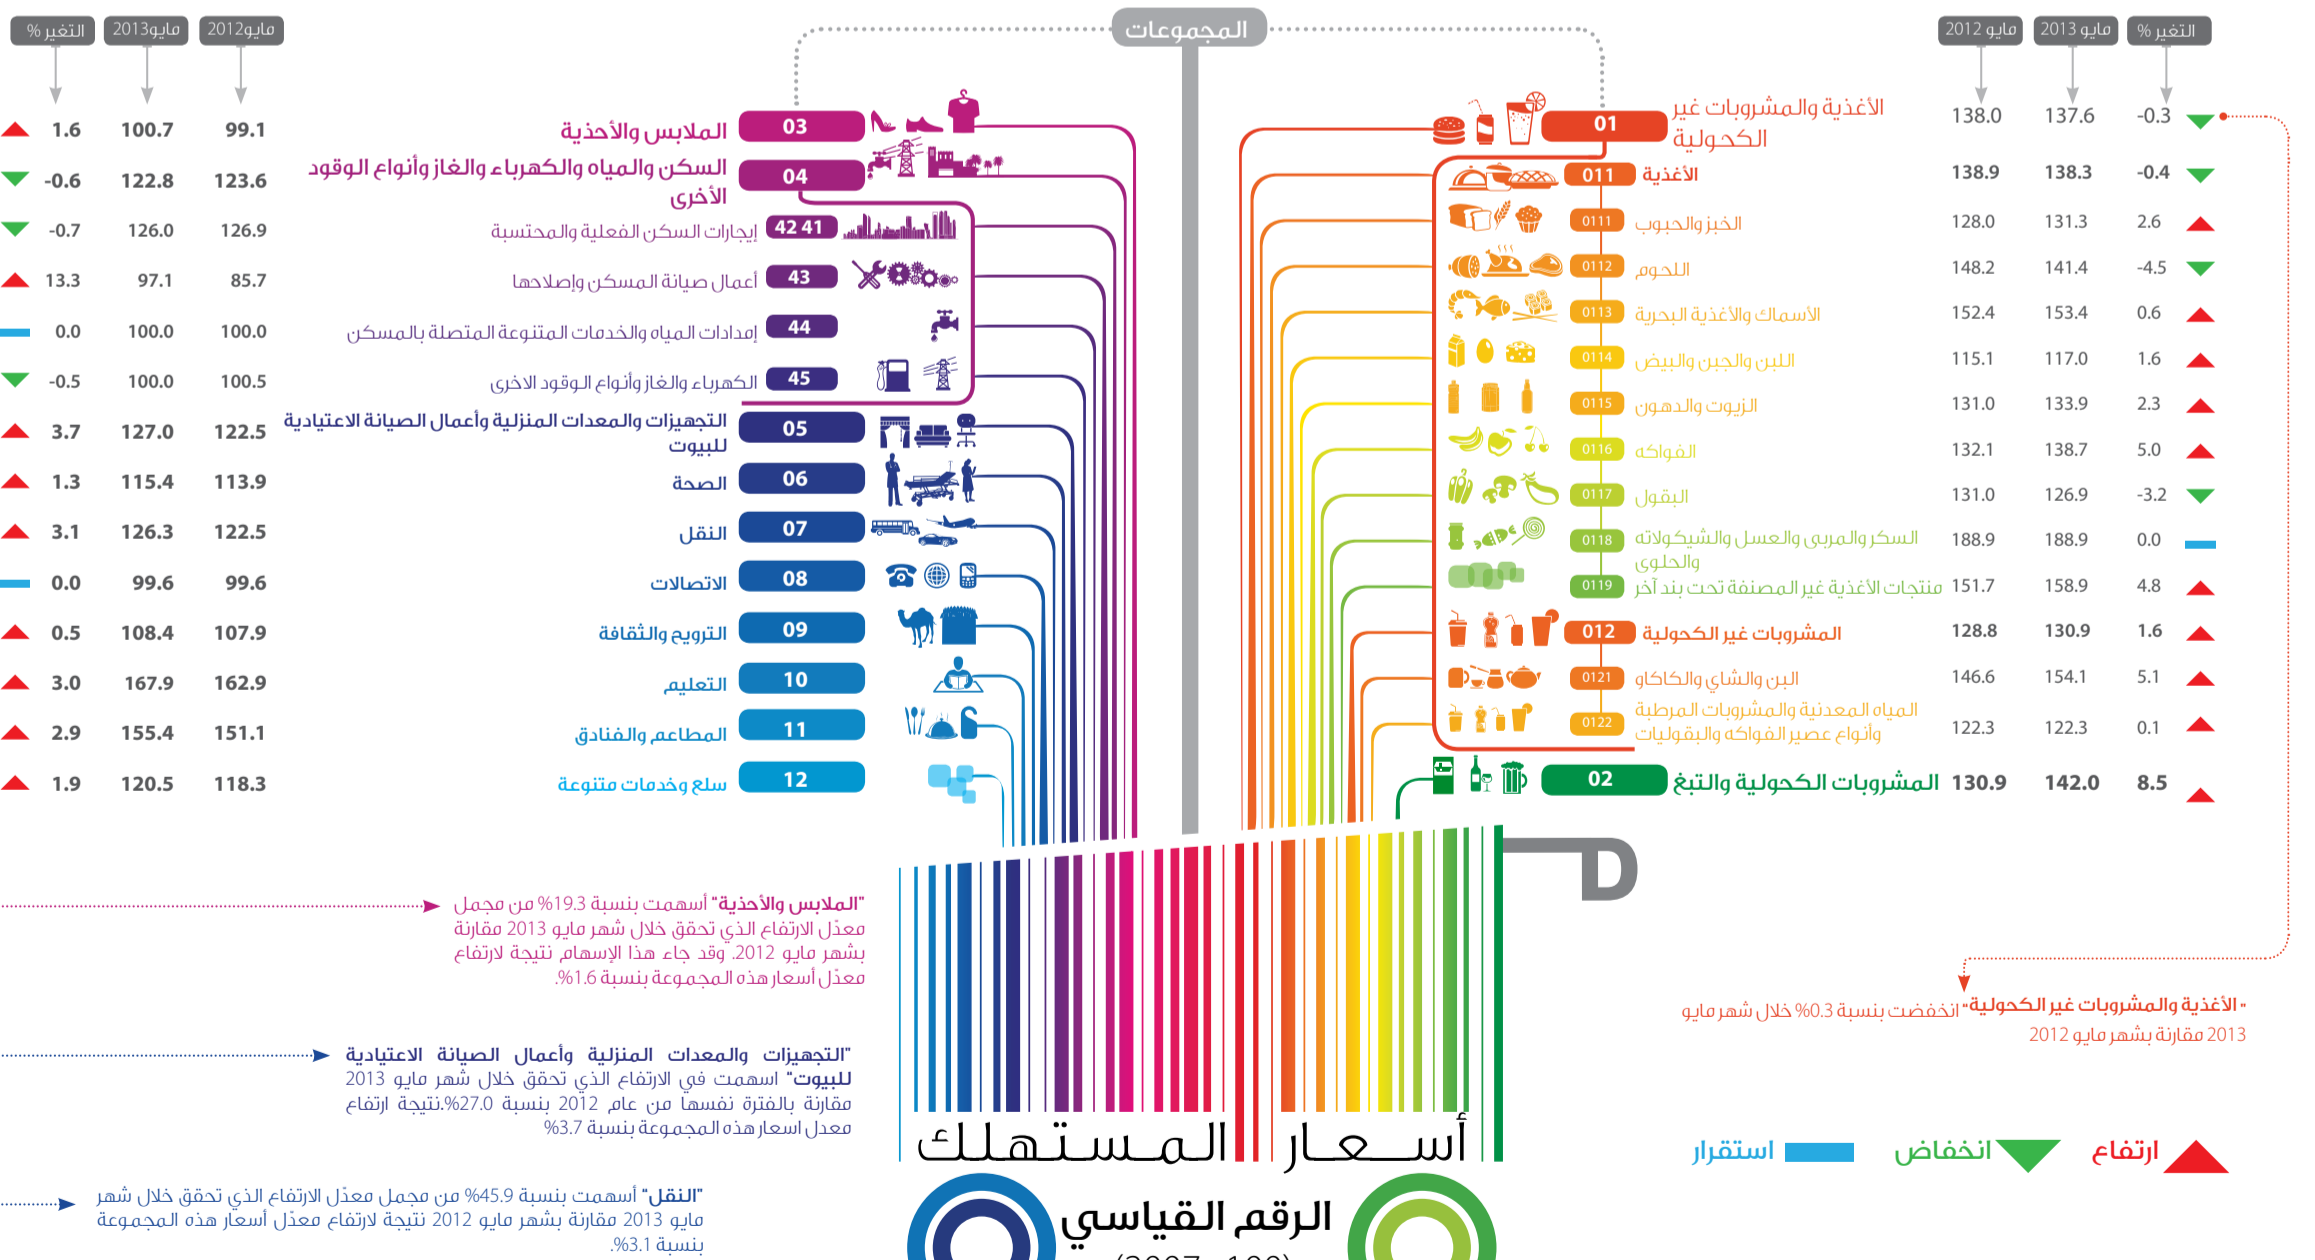 المجموعات
مايو 2012 مايو 2013 التغير %
01 الأغذية والمشروبات غير
الكحولية 138.0 137.6 -0.3
011 الأغذية 138.9 138.3 -0.4
0111 الخبز والحبوب 128.0 131.3 2.6
0112 اللحوم 148.2 141.4 -4.5
0113 الأسماك والأغذية البحرية 152.4 153.4 0.6
0114 اللبن والجبن والبيض 115.1 117.0 1.6
0115 الزيوت والدهون 131.0 133.9 2.3
0116 الفواكه 132.1 138.7 5.0
0117 البقول 131.0 126.9 -3.2
0118 السكر والمربى والعسل والشيكولاته 188.9 188.9 0.0
والحلوى
0119 منتجات الأغذية غير المصنفة تحت بند آخر 151.7 158.9 4.8
012 المشروبات غير الكحولية 128.8 130.9 1.6
0121 البن والشاي والكاكاو 146.6 154.1 5.1
0122 المياه المعدنية والمشروبات المرطبة
وأنواع عصير الفواكه والبقوليات 122.3 122.3 0.1
02 المشروبات الكحولية والتبغ 130.9 142.0 8.5
مايو2012 مايو2013 التغير %
03 الملابس والأحذية 99.1 100.7 1.6
04 السكن والمياه والكهرباء والغاز وأنواع الوقود 123.6 122.8 -0.6
الأخرى
42 41 إيجارات السكن الفعلية والمحتسبة 126.9 126.0 -0.7
43 أعمال صيانة المسكن وإصلاحها 85.7 97.1 13.3
44 إمدادات المياه والخدمات المتنوعة المتصلة بالمسكن 100.0 100.0 0.0
45 الكهرباء والغاز وأنواع الوقود الاخرى 100.5 100.0 -0.5
05 التجهيزات والمعدات المنزلية وأعمال الصيانة الاعتيادية 122.5 127.0 3.7
للبيوت
06 الصحة 113.9 115.4 1.3
07 النقل 122.5 126.3 3.1
08 الاتصالات 99.6 99.6 0.0
09 الترويح والثقافة 107.9 108.4 0.5
10 التعليم 162.9 167.9 3.0
11 المطاعم والفنادق 151.1 155.4 2.9
12 سلع وخدمات متنوعة 118.3 120.5 1.9
" الأغذية والمشروبات غير الكحولية" انخفضت بنسبة 0.3% خلال شهر مايو
2013 مقارنة بشهر مايو 2012
ارتفاع انخفاض استقرار
"الملابس والأحذية" أسهمت بنسبة 19.3% من مجمل
معدّل الارتفاع الذي تحقق خلال شهر مايو 2013 مقارنة
بشهر مايو 2012. وقد جاء هذا الإسهام نتيجة لارتفاع
معدّل أسعار هذه المجموعة بنسبة 1.6%.
"التجهيزات والمعدات المنزلية وأعمال الصيانة الاعتيادية
للبيوت" اسهمت في الارتفاع الذي تحقق خلال شهر مايو 2013
مقارنة بالفترة نفسها من عام 2012 بنسبة 27.0%.نتيجة ارتفاع
معدل اسعار هذه المجموعة بنسبة 3.7%
"النقل" أسهمت بنسبة 45.9% من مجمل معدّل الارتفاع الذي تحقق خلال شهر
مايو 2013 مقارنة بشهر مايو 2012 نتيجة لارتفاع معدّل أسعار هذه المجموعة
بنسبة 3.1%.
أسـعـار المستهلك
الرقم القياسي